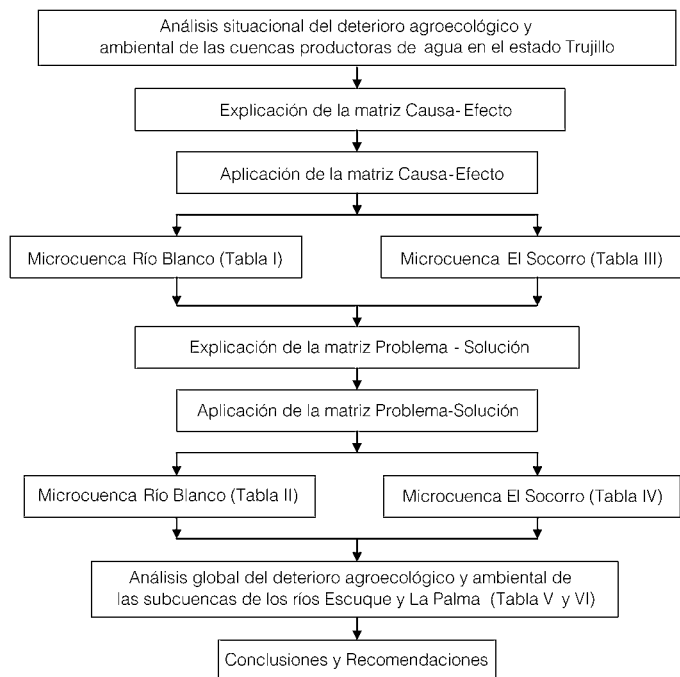 Análisis situacional del deterioro agroecológico y
ambiental de las cuencas productoras de agua en el estado Trujillo
Explicación de la matriz Causa-Efecto
Aplicación de la matriz Causa-Efecto
Microcuenca Río Blanco (Tabla I)
Microcuenca El Socorro (Tabla III)
Explicación de la matriz Problema - Solución
Aplicación de la matriz Problema-Solución
Microcuenca Río Blanco (Tabla II)
Microcuenca El Socorro (Tabla IV)
Análisis global del deterioro agroecológico y ambiental de
las subcuencas de los ríos Escuque y La Palma (Tabla V y VI)
Conclusiones y Recomendaciones